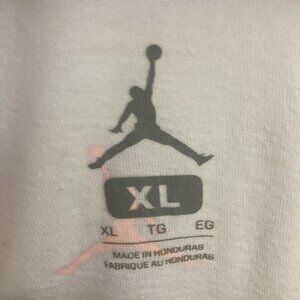 XL
XL TG EG
MADE IN HONDURAS
FABRIQUE AU HONDURAS